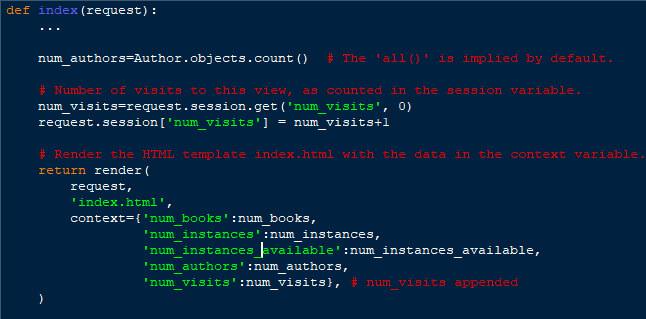 def index(request):
    ...

    num_authors=Author.objects.count()  # The 'all()' is implied by default.

    # Number of visits to this view, as counted in the session variable.
    num_visits=request.session.get('num_visits', 0)
    request.session['num_visits'] = num_visits+1

    # Render the HTML template index.html with the data in the context variable.
    return render(
        request,
        'index.html',
        context={'num_books':num_books,
                 'num_instances':num_instances,
                 'num_instances_available':num_instances_available,
                 'num_authors':num_authors,
                 'num_visits':num_visits}, # num_visits appended
    )